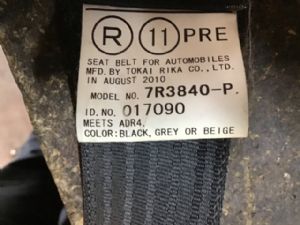 R 11 PRE
SEAT BELT FOR AUTOMOBILES
MFD. BY TOKAI RIKA CO., LTD.
IN AUGUST 2010
MODEL NO. 7R3840-P.
ID. NO. 017090
MEETS ADR4,
COLOR:BLACK, GREY OR BEIGE